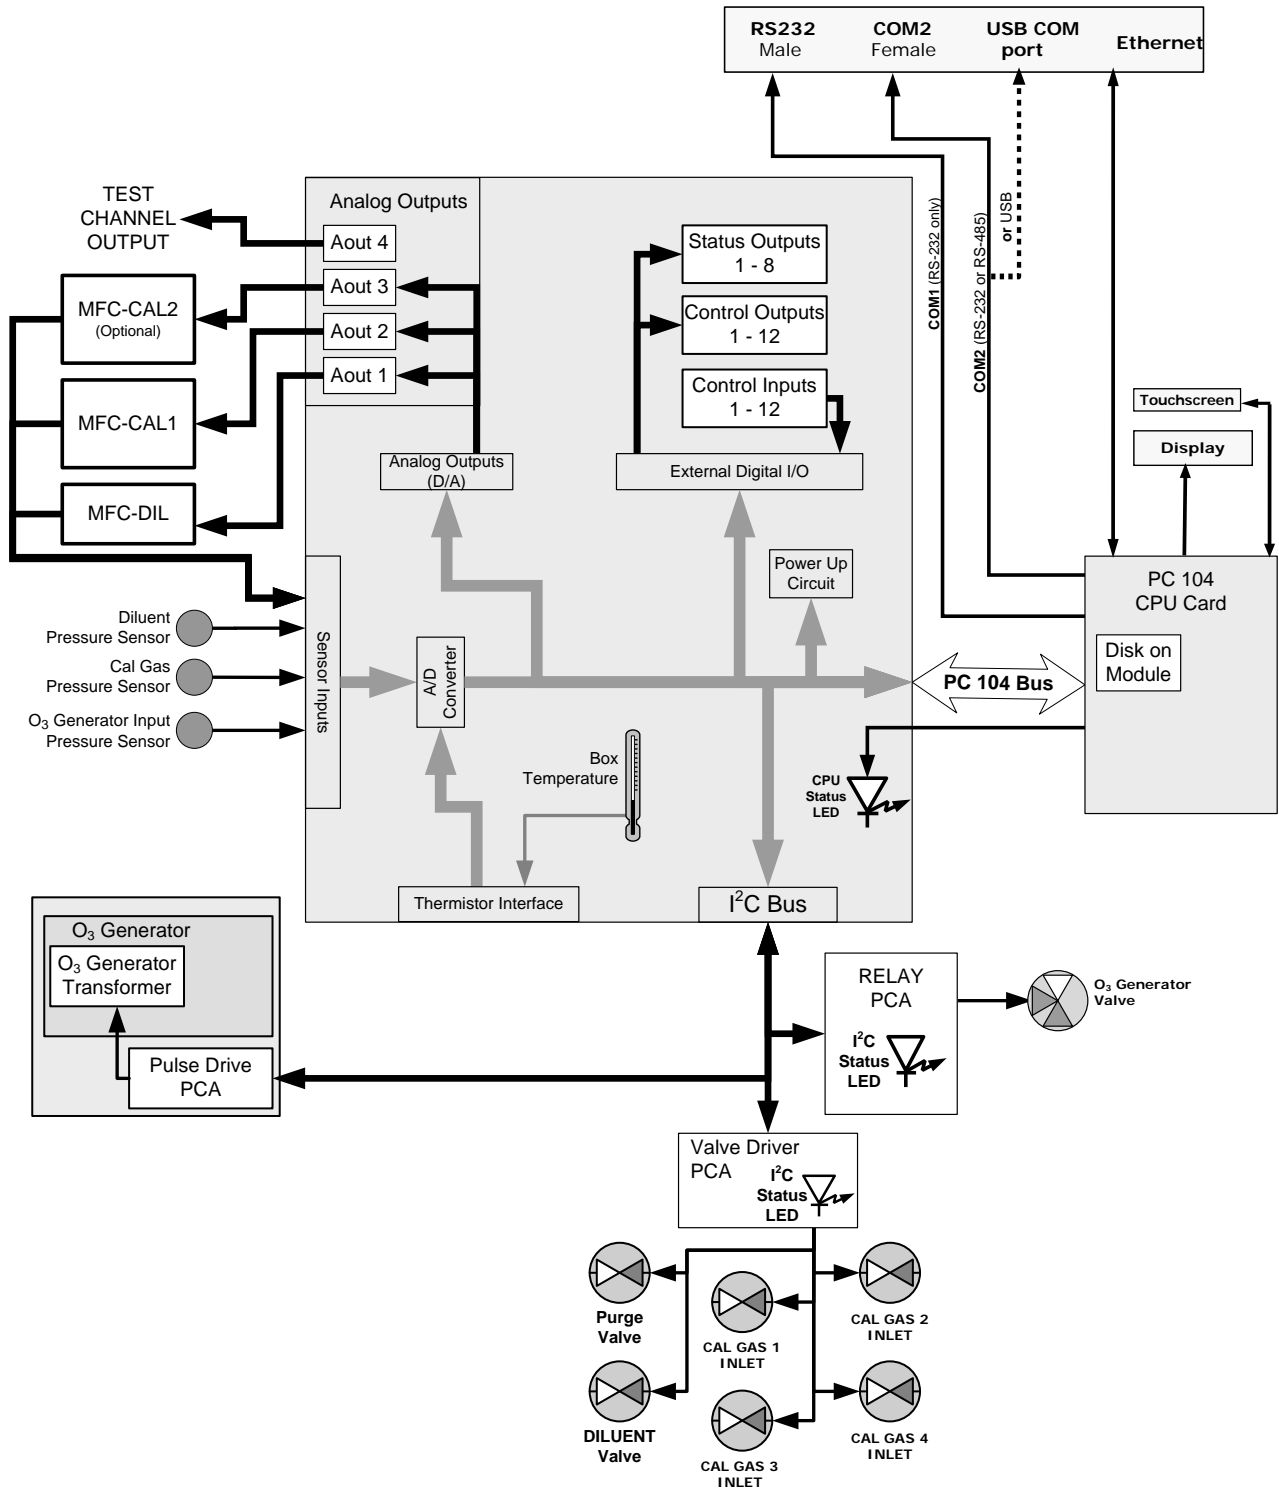 RS232
Male
COM2
Female
USB COM
port
Ethernet
COM1 (RS-232 only)
COM2 (RS-232 or RS-485)
or USB
TEST
CHANNEL
OUTPUT
Analog Outputs
Aout 4
Aout 3
Aout 2
Aout 1
MFC-CAL2
(Optional)
MFC-CAL1
MFC-DIL
Status Outputs
1 - 8
Control Outputs
1 - 12
Control Inputs
1 - 12
Analog Outputs
(D/A)
External Digital I/O
Touchscreen
Display
Power Up
Circuit
PC 104
CPU Card
Disk on
Module
PC 104 Bus
Diluent
Pressure Sensor
Cal Gas
Pressure Sensor
O3 Generator Input
Pressure Sensor
Sensor Inputs
A/D
Converter
Box
Temperature
CPU
Status
LED
Thermistor Interface
I2C Bus
O3 Generator
O3 Generator
Transformer
Pulse Drive
PCA
RELAY
PCA
I2C
Status
LED
O3 Generator
Valve
Valve Driver
PCA
I2C
Status
LED
Purge
Valve
CAL GAS 1
INLET
CAL GAS 2
INLET
DILUENT
Valve
CAL GAS 3
INLET
CAL GAS 4
INLET